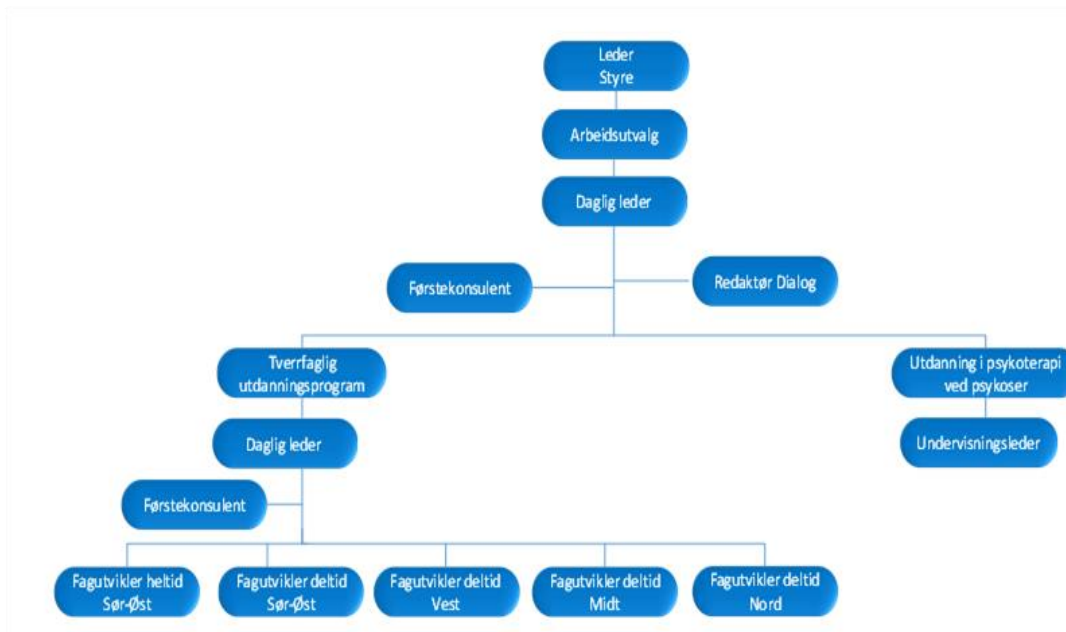 Leder
Styre
Arbeidsutvalg
Daglig leder
Førstekonsulent
Redaktør Dialog
Tverrfaglig
utdanningsprogram
Utdanning i psykoterapi
ved psykoser
Daglig leder
Undervisningsleder
Førstekonsulent
Fagutvikler heltid
Sør-Øst
Fagutvikler deltid
Sør-Øst
Fagutvikler deltid
Vest
Fagutvikler deltid
Midt
Fagutvikler deltid
Nord